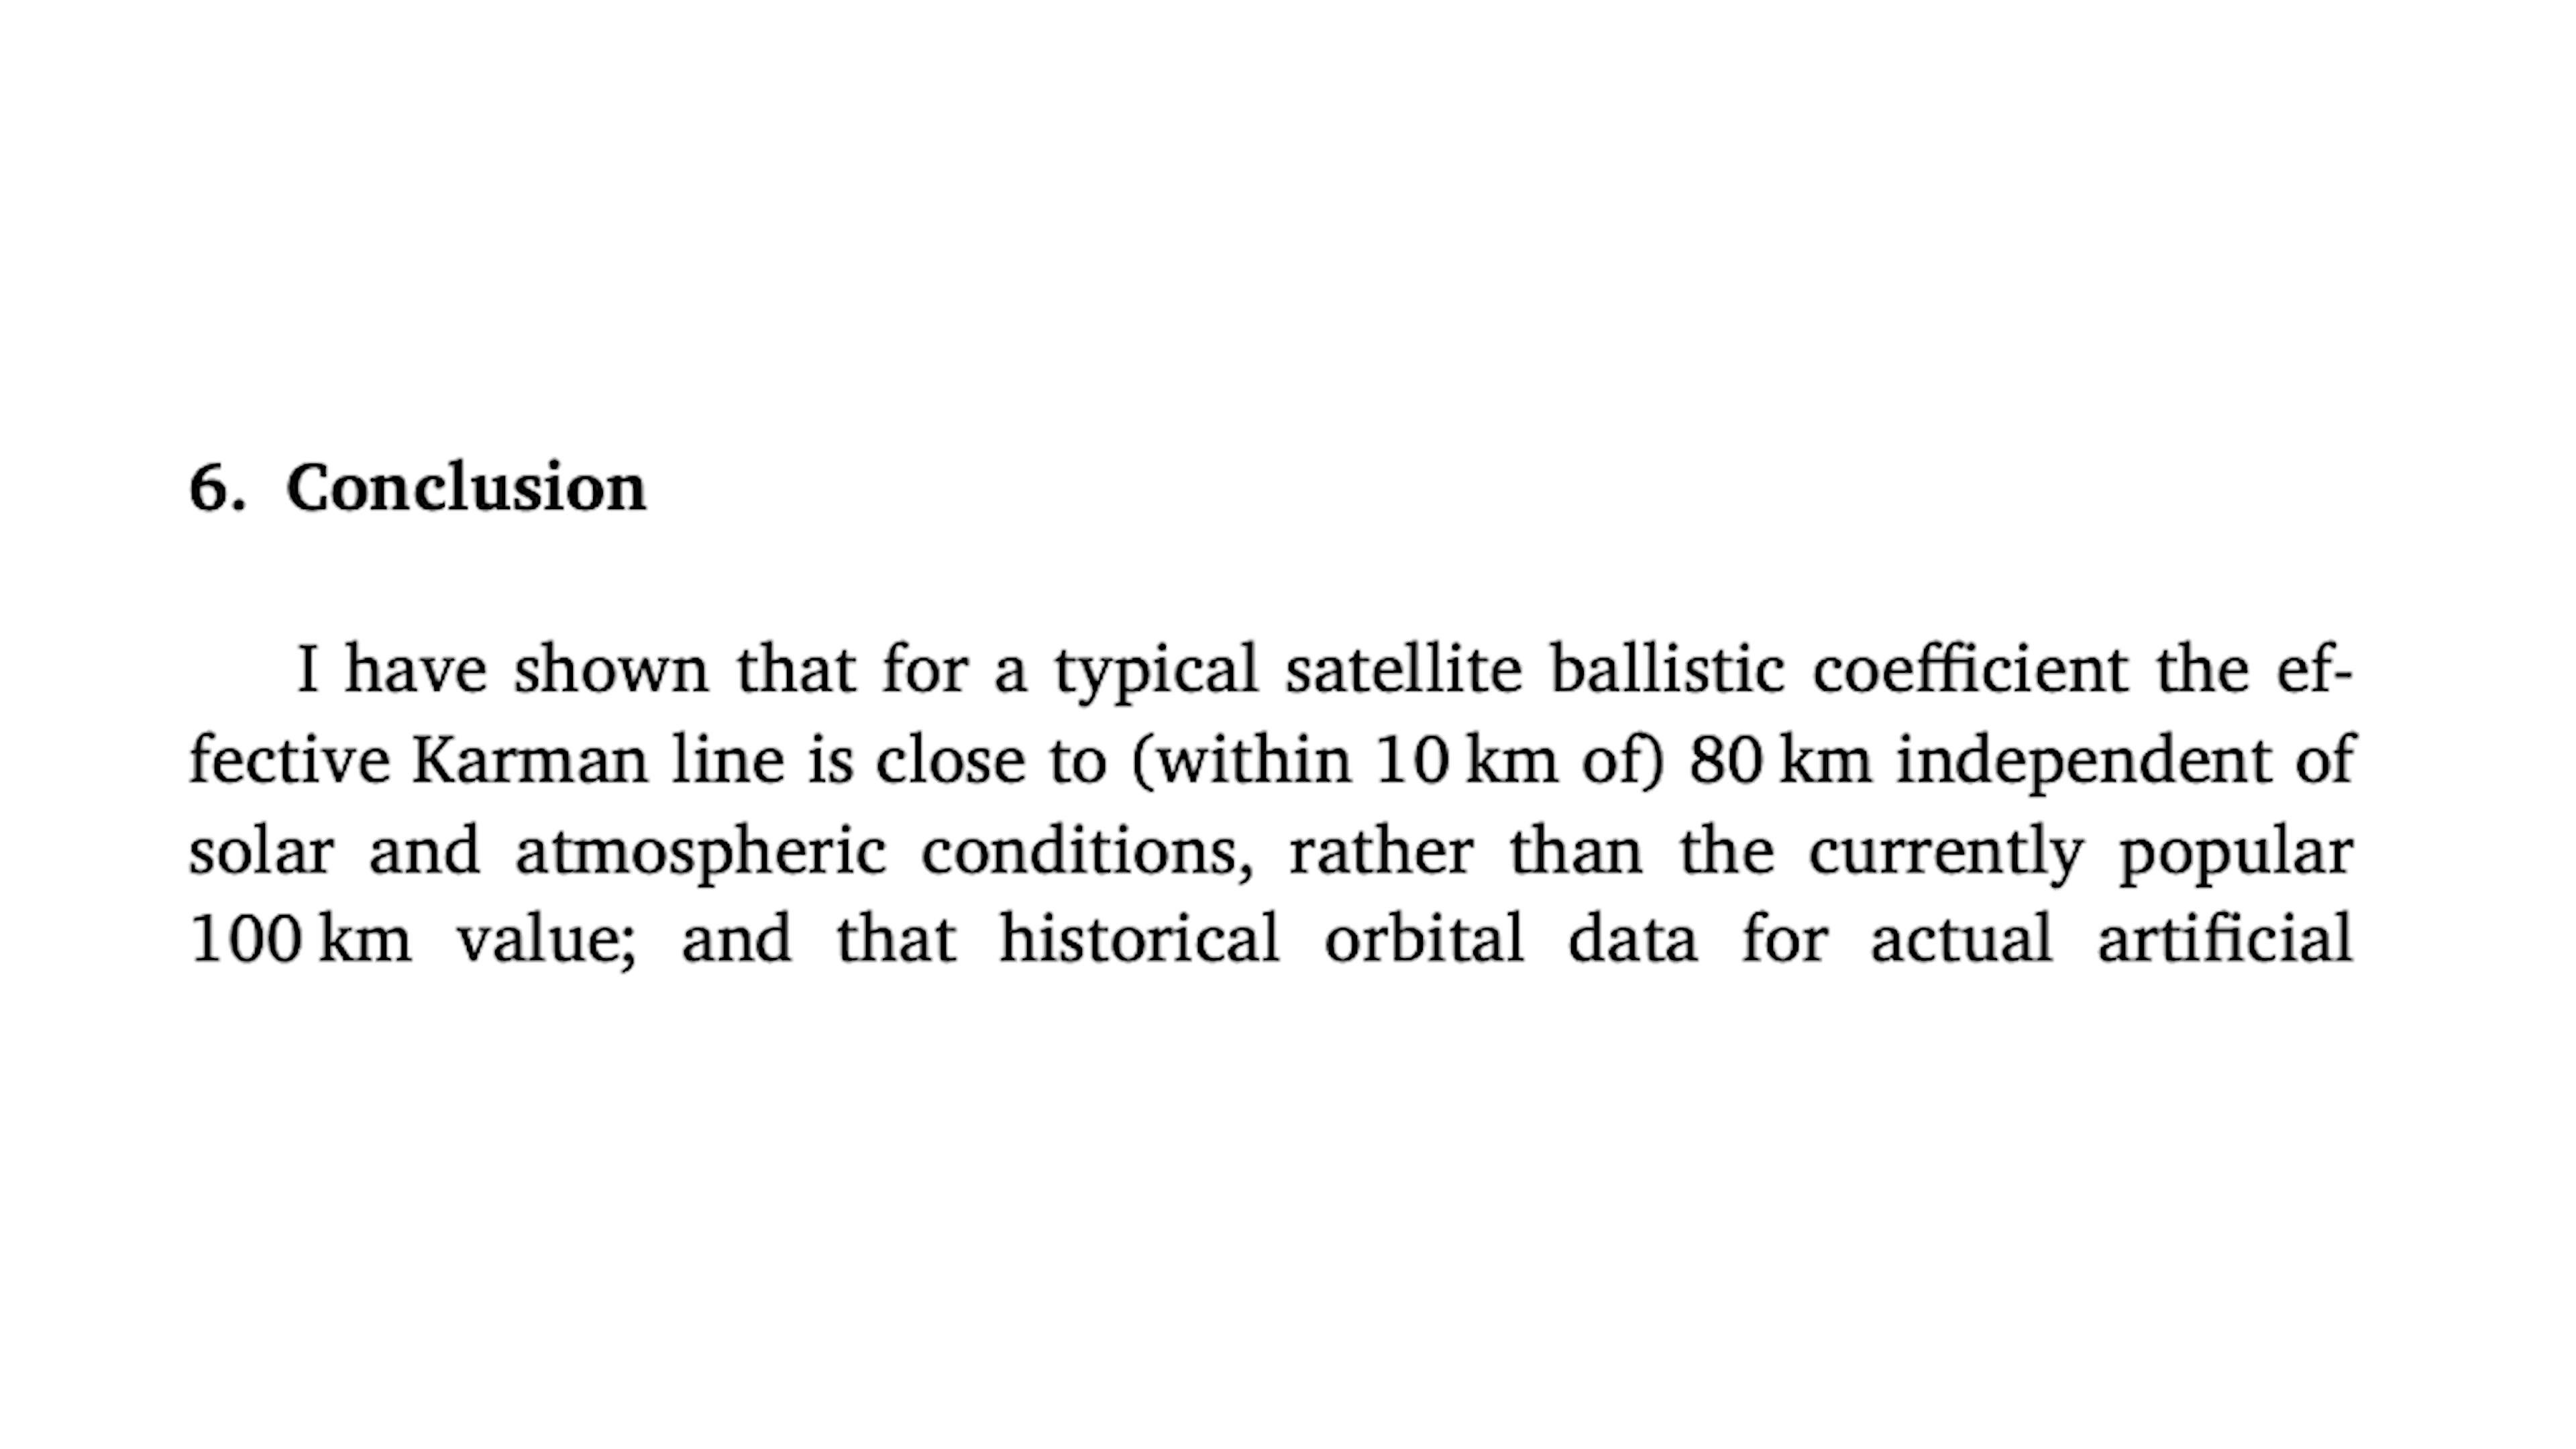 6. Conclusion
I have shown that for a typical satellite ballistic coefficient the ef-
fective Karman line is close to (within 10 km of) 80 km independent of
solar and atmospheric conditions, rather than the currently popular
100 km value; and that historical orbital data for actual artificial